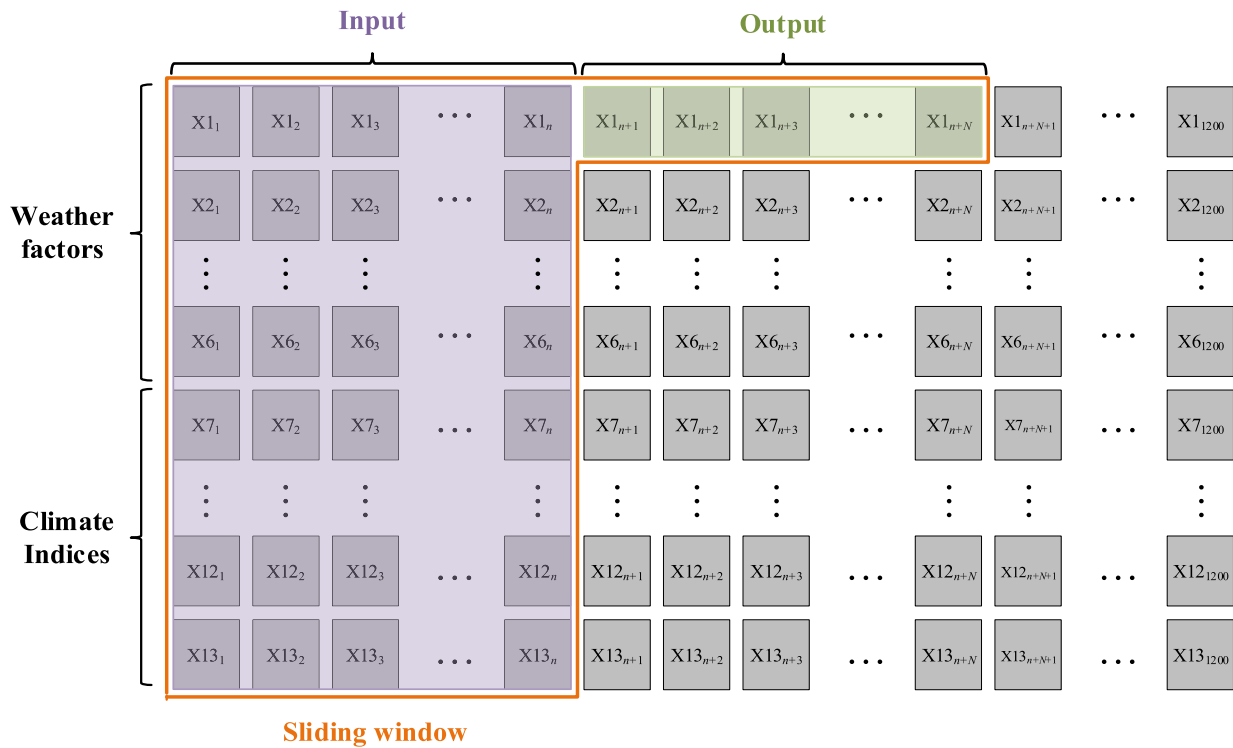 Input Output
X1₁ X1₂ X1₃ ··· X1ₙ X1ₙ₊₁ X1ₙ₊₂ X1ₙ₊₃ ··· X1ₙ₊N X1ₙ₊N₊₁ ··· X1₁₂₀₀
Weather
factors
X2₁ X2₂ X2₃ ··· X2ₙ X2ₙ₊₁ X2ₙ₊₂ X2ₙ₊₃ ··· X2ₙ₊N X2ₙ₊N₊₁ ··· X2₁₂₀₀
X6₁ X6₂ X6₃ ··· X6ₙ X6ₙ₊₁ X6ₙ₊₂ X6ₙ₊₃ ··· X6ₙ₊N X6ₙ₊N₊₁ ··· X6₁₂₀₀
X7₁ X7₂ X7₃ ··· X7ₙ X7ₙ₊₁ X7ₙ₊₂ X7ₙ₊₃ ··· X7ₙ₊N X7ₙ₊N₊₁ ··· X7₁₂₀₀
Climate
Indices
X12₁ X12₂ X12₃ ··· X12ₙ X12ₙ₊₁ X12ₙ₊₂ X12ₙ₊₃ ··· X12ₙ₊N X12ₙ₊N₊₁ ··· X12₁₂₀₀
X13₁ X13₂ X13₃ ··· X13ₙ X13ₙ₊₁ X13ₙ₊₂ X13ₙ₊₃ ··· X13ₙ₊N X13ₙ₊N₊₁ ··· X13₁₂₀₀
Sliding window